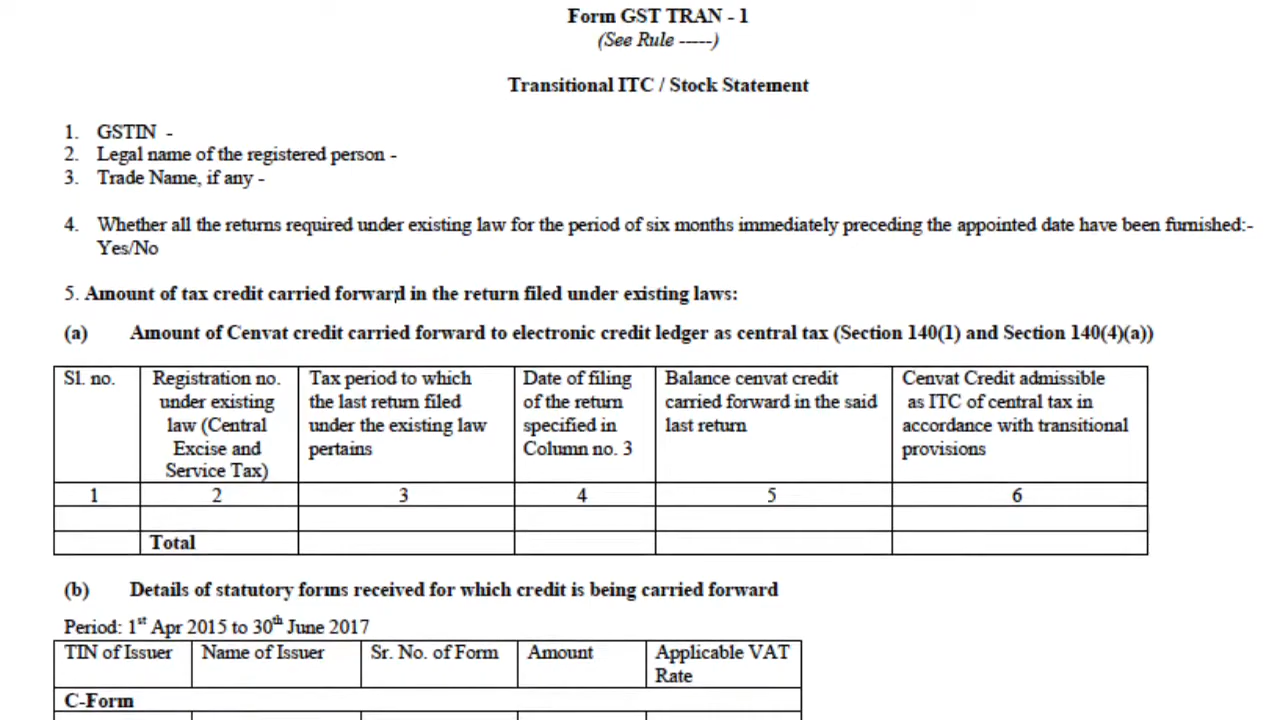 Form GST TRAN - 1
(See Rule -----)
Transitional ITC / Stock Statement
1. GSTIN -
2. Legal name of the registered person -
3. Trade Name, if any -
4. Whether all the returns required under existing law for the period of six months immediately preceding the appointed date have been furnished:-
Yes/No
5. Amount of tax credit carried forward in the return filed under existing laws:
(a) Amount of Cenvat credit carried forward to electronic credit ledger as central tax (Section 140(1) and Section 140(4)(a))
Sl. no.
Registration no.
under existing
law (Central
Excise and
Service Tax)
Tax period to which
the last return filed
under the existing law
pertains
Date of filing
of the return
specified in
Column no. 3
Balance cenvat credit
carried forward in the said
last return
Cenvat Credit admissible
as ITC of central tax in
accordance with transitional
provisions
1 2 3 4 5 6
Total
(b) Details of statutory forms received for which credit is being carried forward
Period: 1st Apr 2015 to 30th June 2017
TIN of Issuer
Name of Issuer
Sr. No. of Form
Amount
Applicable VAT
Rate
C-Form